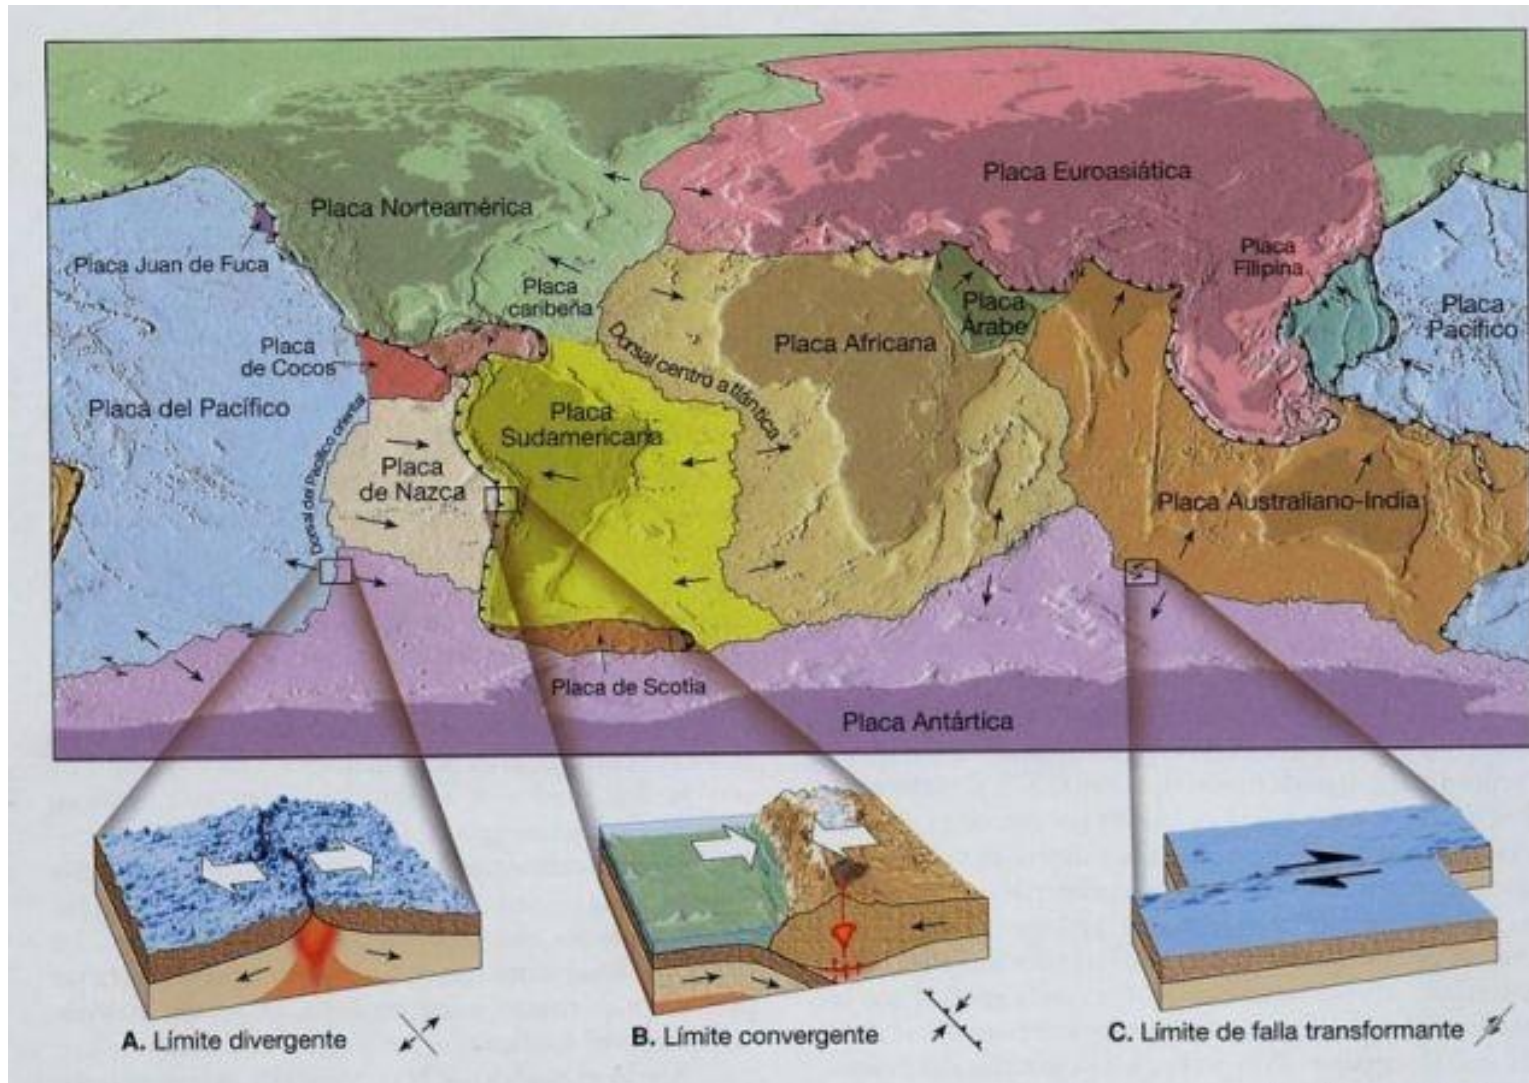 Placa Euroasiática
Placa Norteamérica
Placa Juan de Fuca
Placa
Filipina
Placa
caribeña
Placa
Árabe
Placa
Pacífico
Placa
de Cocos
Placa Africana
Dorsal centro atlántica
Placa del Pacífico
Dorsal del Pacífico oriental
Placa
Sudamericana
Placa
de Nazca
Placa Australiano-India
Placa de Scotia
Placa Antártica
A. Límite divergente
B. Límite convergente
C. Límite de falla transformante